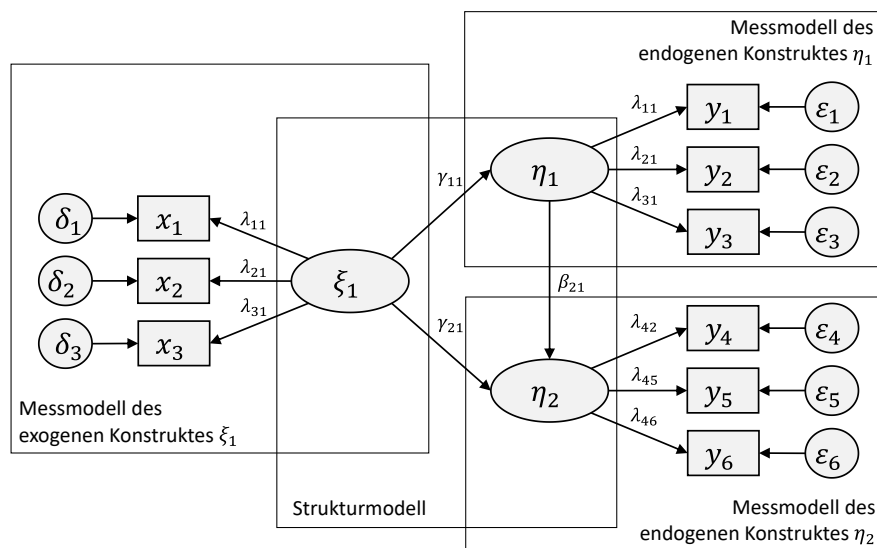 Messmodell des
endogenen Konstruktes η₁
λ₁₁
y₁
ε₁
γ₁₁
η₁
λ₂₁
y₂
ε₂
λ₃₁
y₃
ε₃
δ₁
x₁
λ₁₁
δ₂
x₂
λ₂₁
ξ₁
β₂₁
δ₃
x₃
λ₃₁
γ₂₁
λ₄₂
y₄
ε₄
η₂
λ₄₅
y₅
ε₅
λ₄₆
y₆
ε₆
Messmodell des
exogenen Konstruktes ξ₁
Strukturmodell
Messmodell des
endogenen Konstruktes η₂